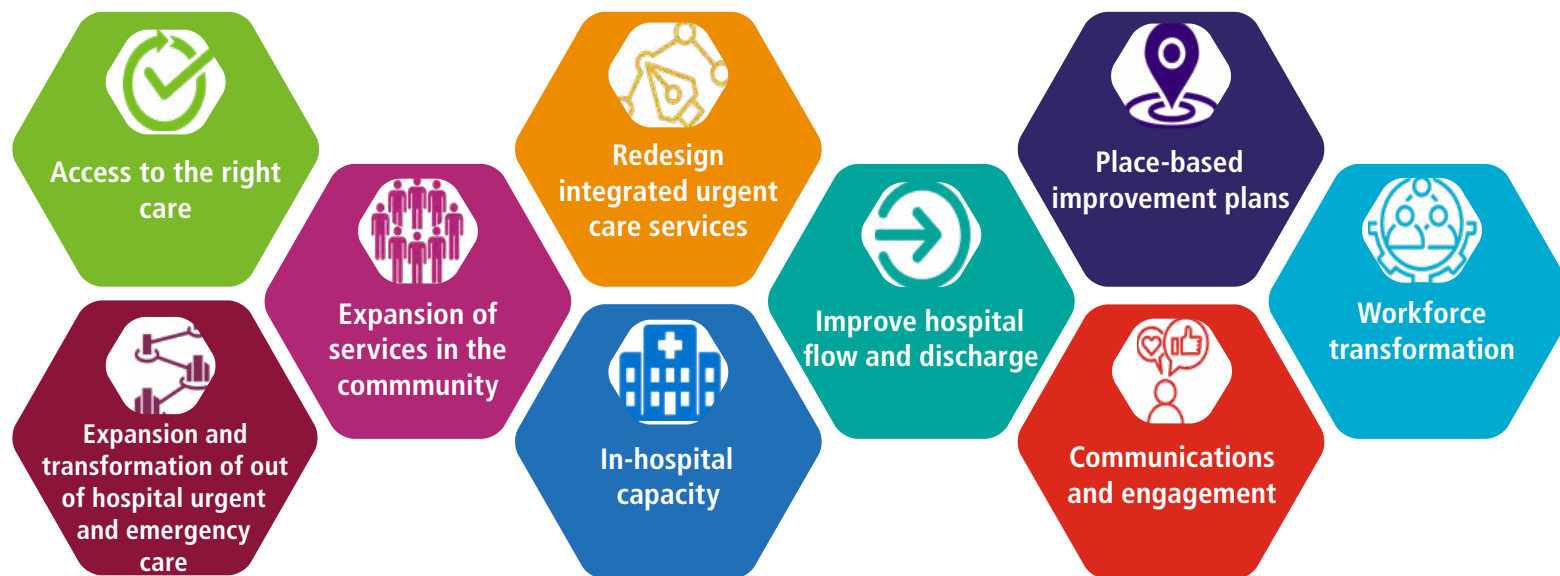 Access to the right
care
Expansion and
transformation of out
of hospital urgent
and emergency
care
Expansion of
services in the
commmunity
Redesign
integrated urgent
care services
In-hospital
capacity
Improve hospital
flow and discharge
Place-based
improvement plans
Communications
and engagement
Workforce
transformation